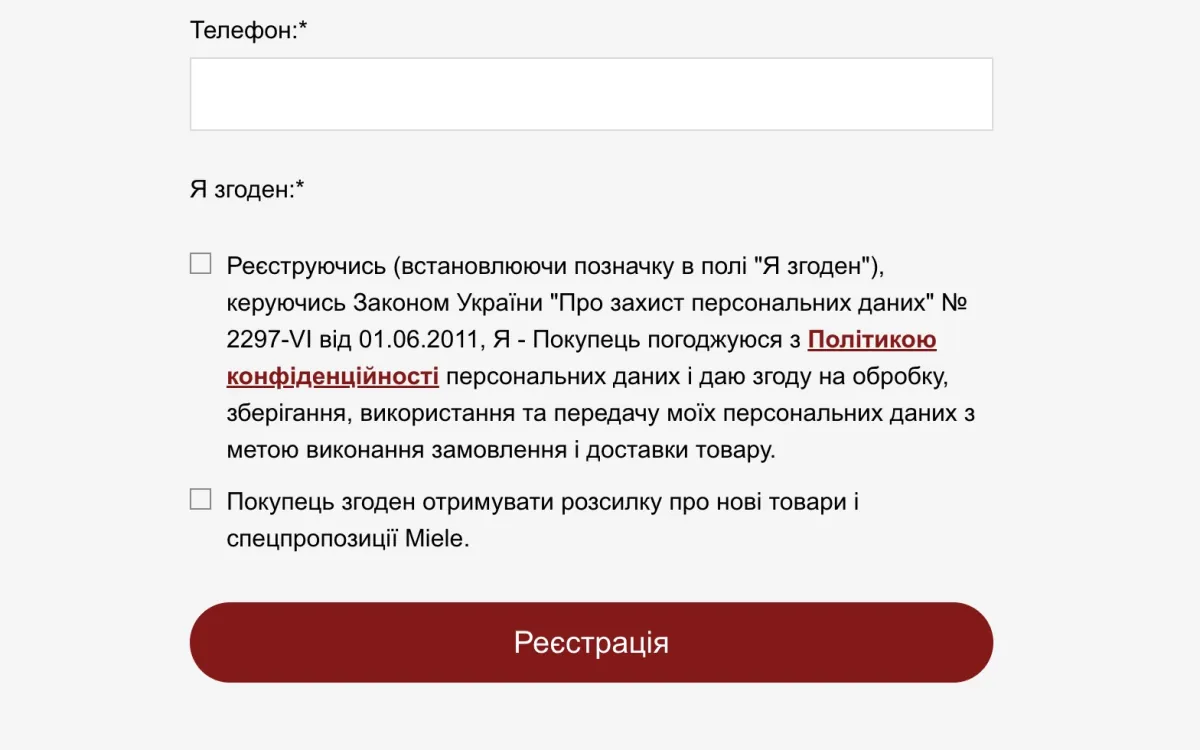 Телефон:*
Я згоден:*
Реєструючись (встановлюючи позначку в полі "Я згоден"),
керуючись Законом України "Про захист персональних даних" №
2297-VI від 01.06.2011, Я - Покупець погоджуюся з Політикою
конфіденційності персональних даних і даю згоду на обробку,
зберігання, використання та передачу моїх персональних даних з
метою виконання замовлення і доставки товару.
Покупець згоден отримувати розсилку про нові товари і
спецпропозиції Miele.
Реєстрація